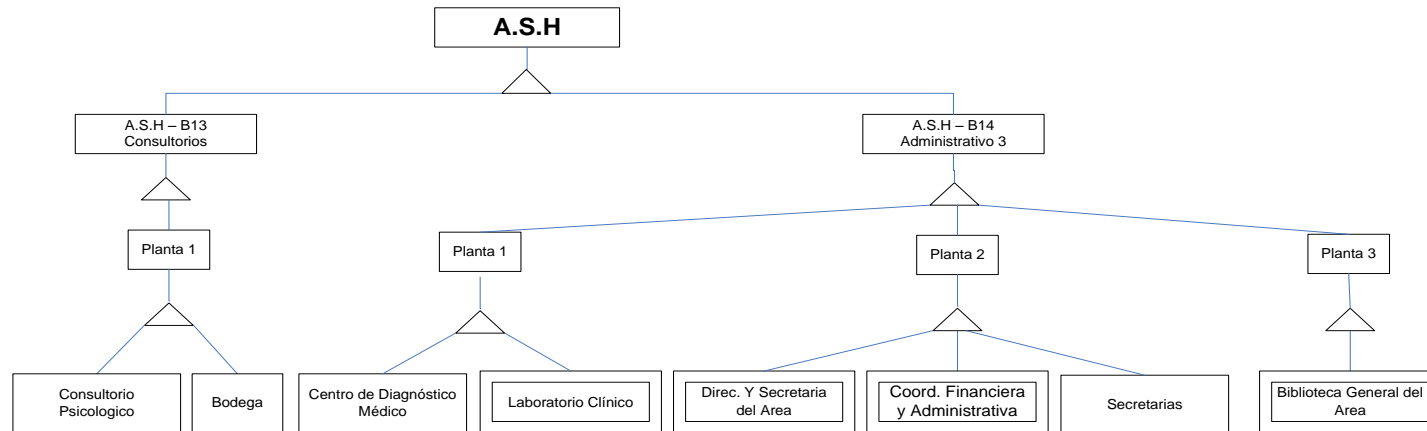 A.S.H
A.S.H – B13
Consultorios
A.S.H – B14
Administrativo 3
Planta 1
Planta 1
Planta 2
Planta 3
Consultorio
Psicologico
Bodega
Centro de Diagnóstico
Médico
Laboratorio Clínico
Direc. Y Secretaria
del Area
Coord. Financiera
y Administrativa
Secretarias
Biblioteca General del
Area